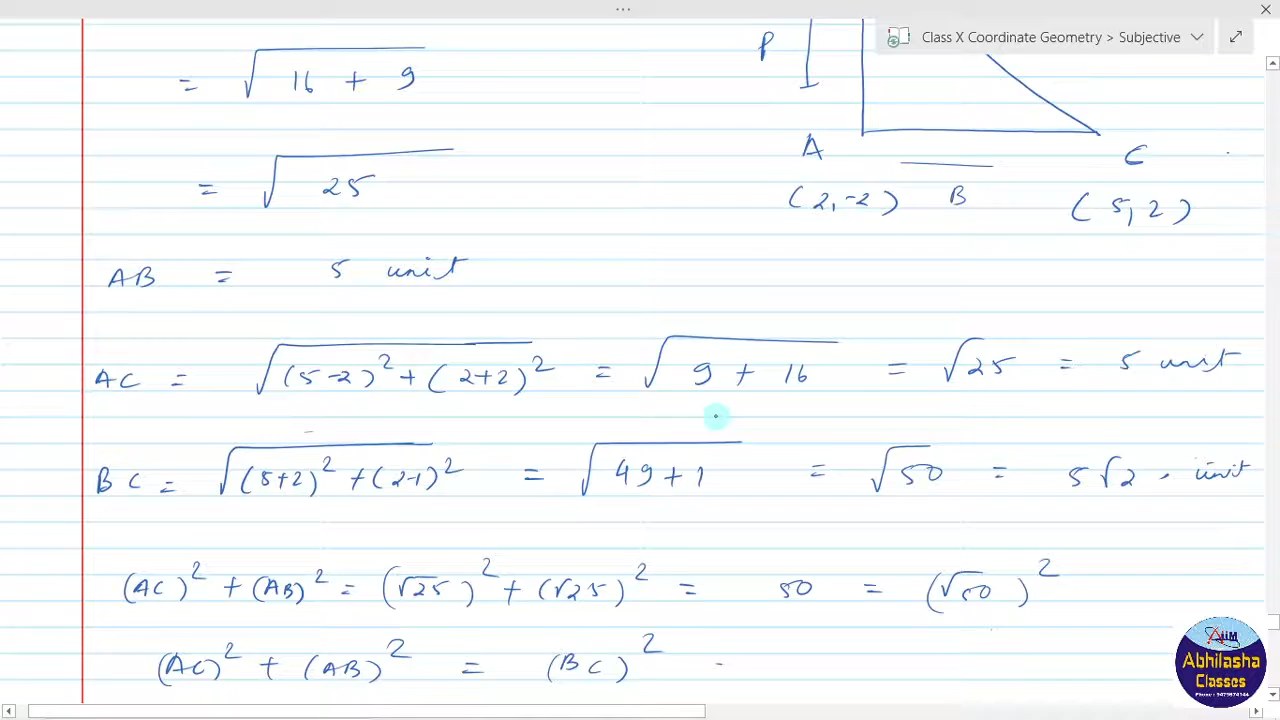 Class X Coordinate Geometry > Subjective
= √16 + 9
P
A
C
= √25
(2,-2)
B
(5,2)
AB = 5 unit
AC = √(5-2)² + (2+2)² = √9 + 16 = √25 = 5 unit
BC = √(5+2)² + (2-1)² = √49+1 = √50 = 5√2 . unit
(AC)² + (AB)² = (√25)² + (√25)² = 50 = (√50)²
(AC)² + (AB)² = (BC)²
AIM
Abhilasha
Classes